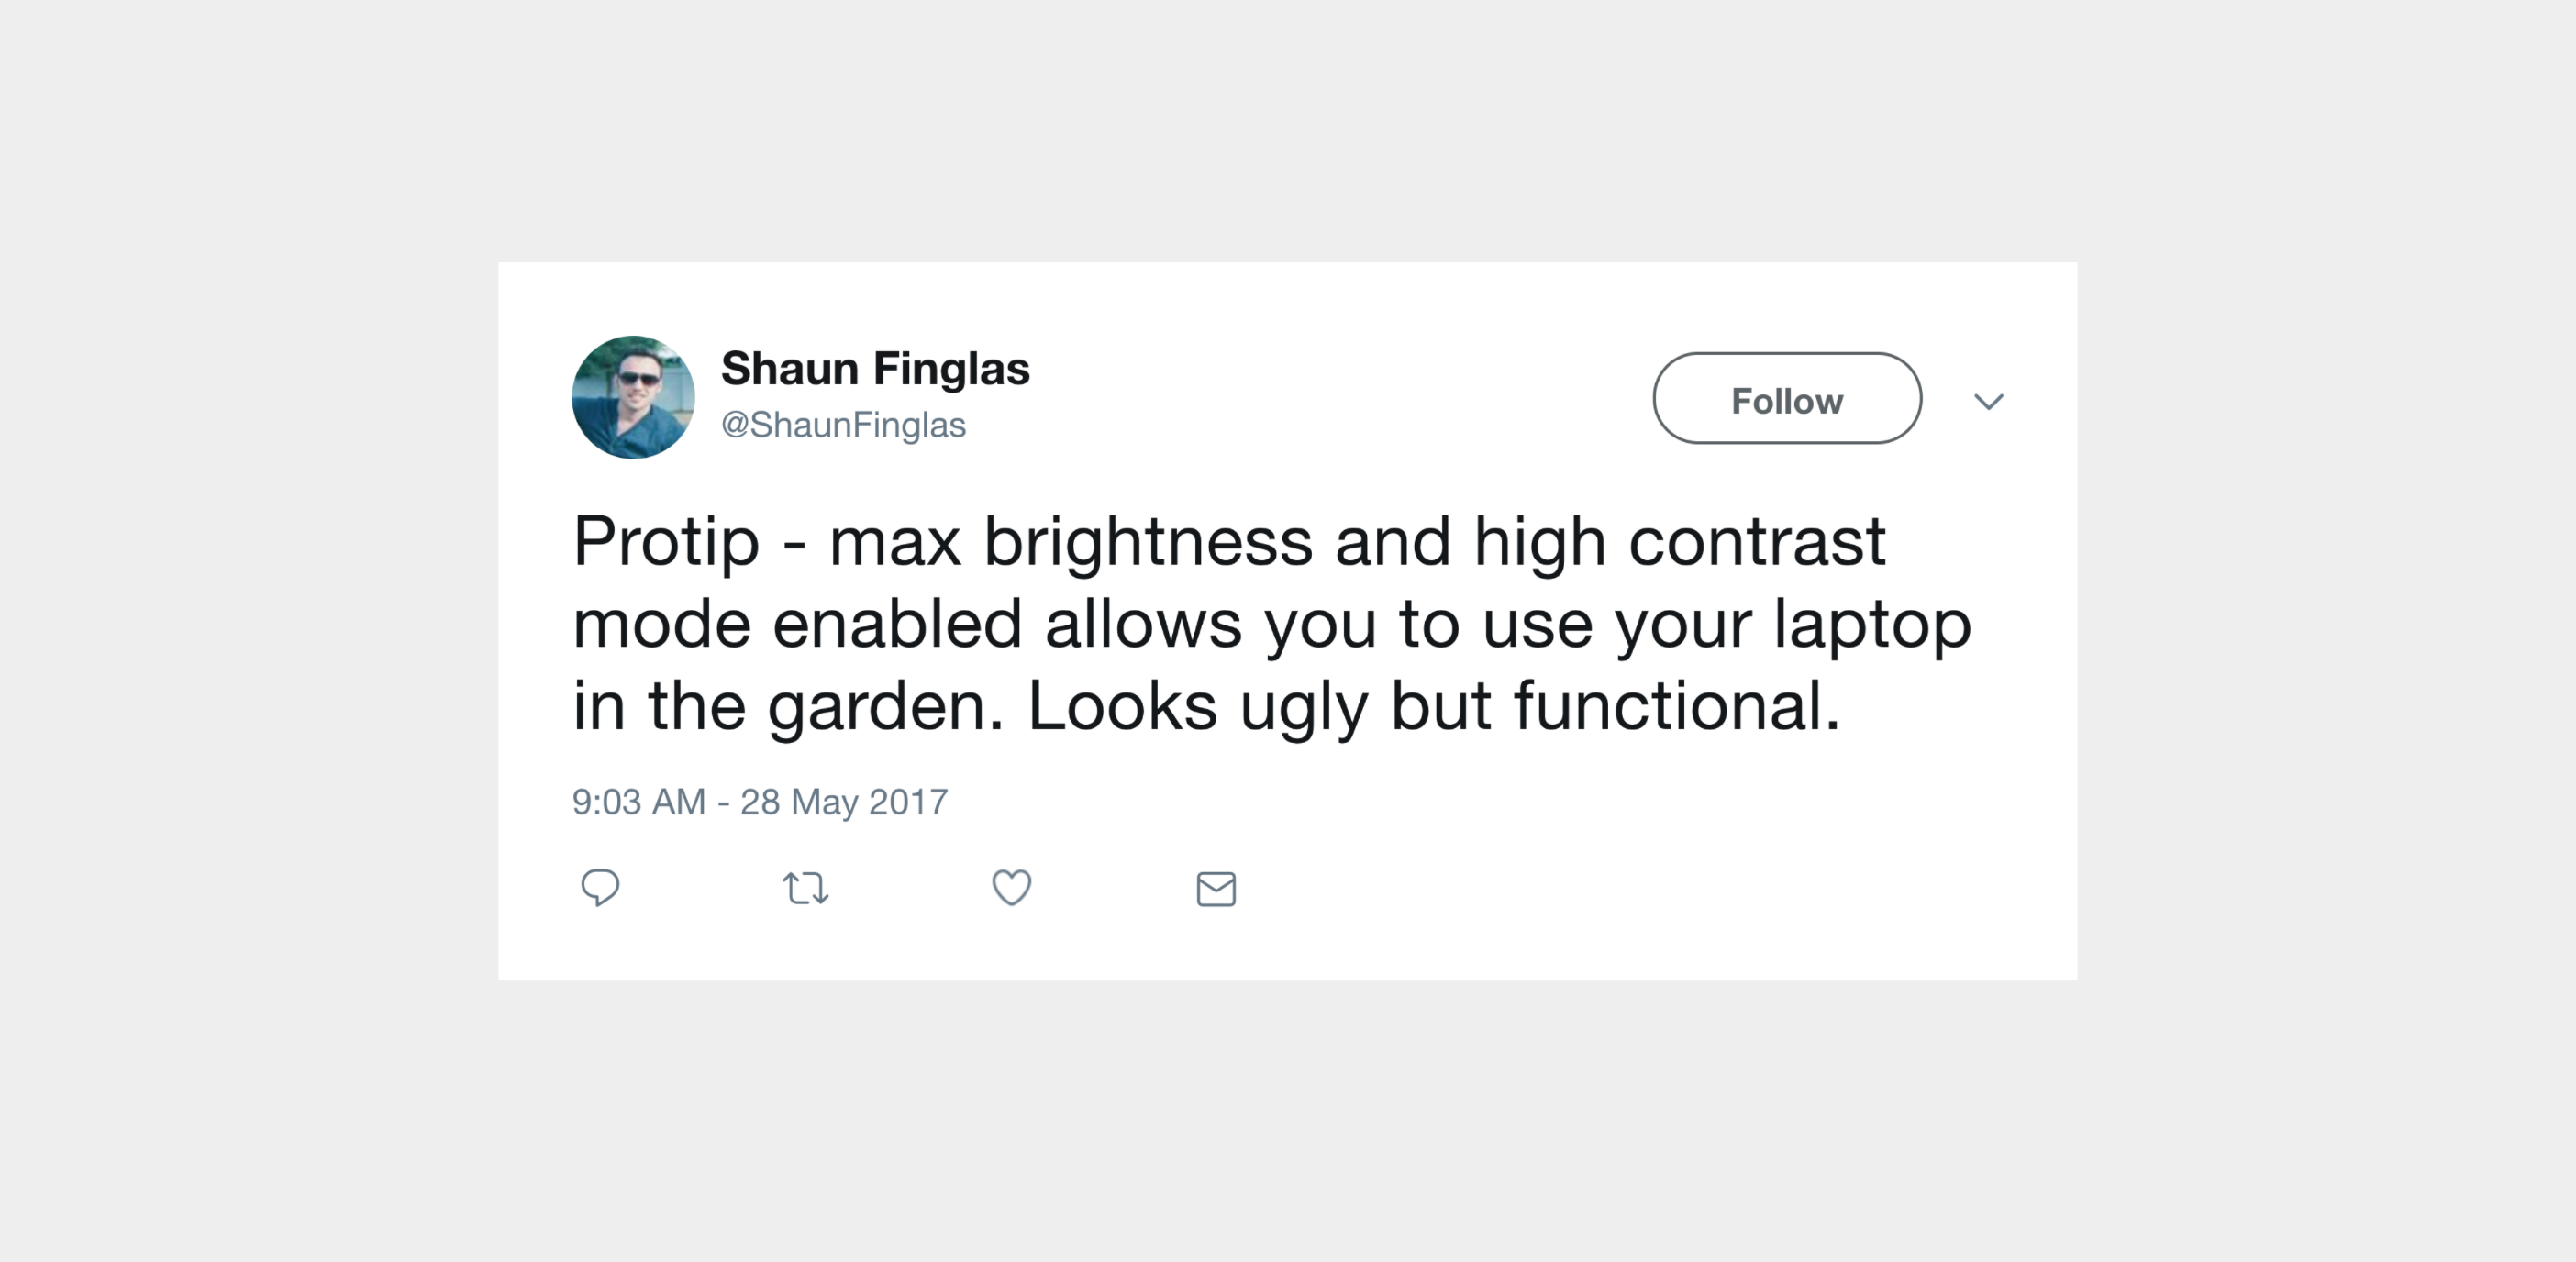 Shaun Finglas
@ShaunFinglas
Follow
Protip - max brightness and high contrast
mode enabled allows you to use your laptop
in the garden. Looks ugly but functional.
9:03 AM - 28 May 2017